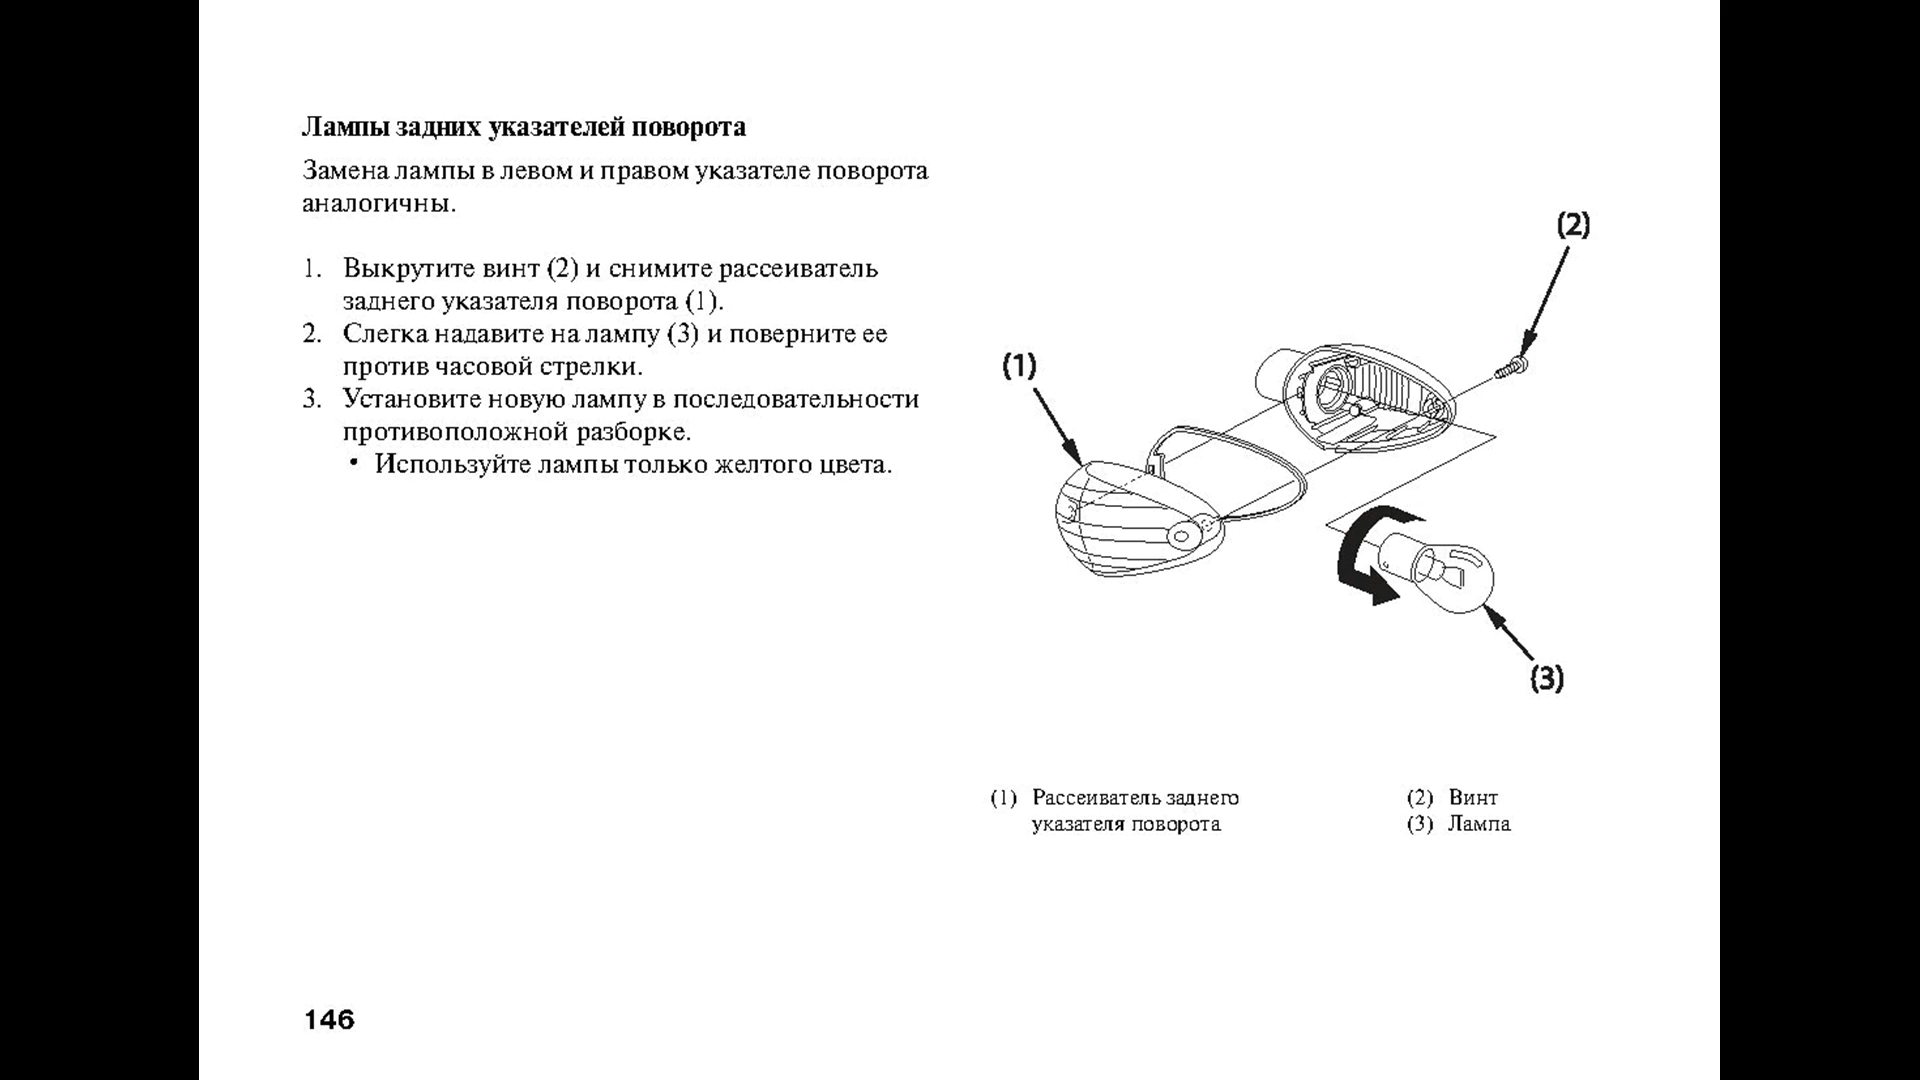 Лампы задних указателей поворота
Замена лампы в левом и правом указателе поворота
аналогичны.
1. Выкрутите винт (2) и снимите рассеиватель
заднего указателя поворота (1).
2. Слегка надавите на лампу (3) и поверните ее
против часовой стрелки.
3. Установите новую лампу в последовательности
противоположной разборке.
• Используйте лампы только желтого цвета.
(2)
(1)
(3)
(1) Рассеиватель заднего
указателя поворота
(2) Винт
(3) Лампа
146